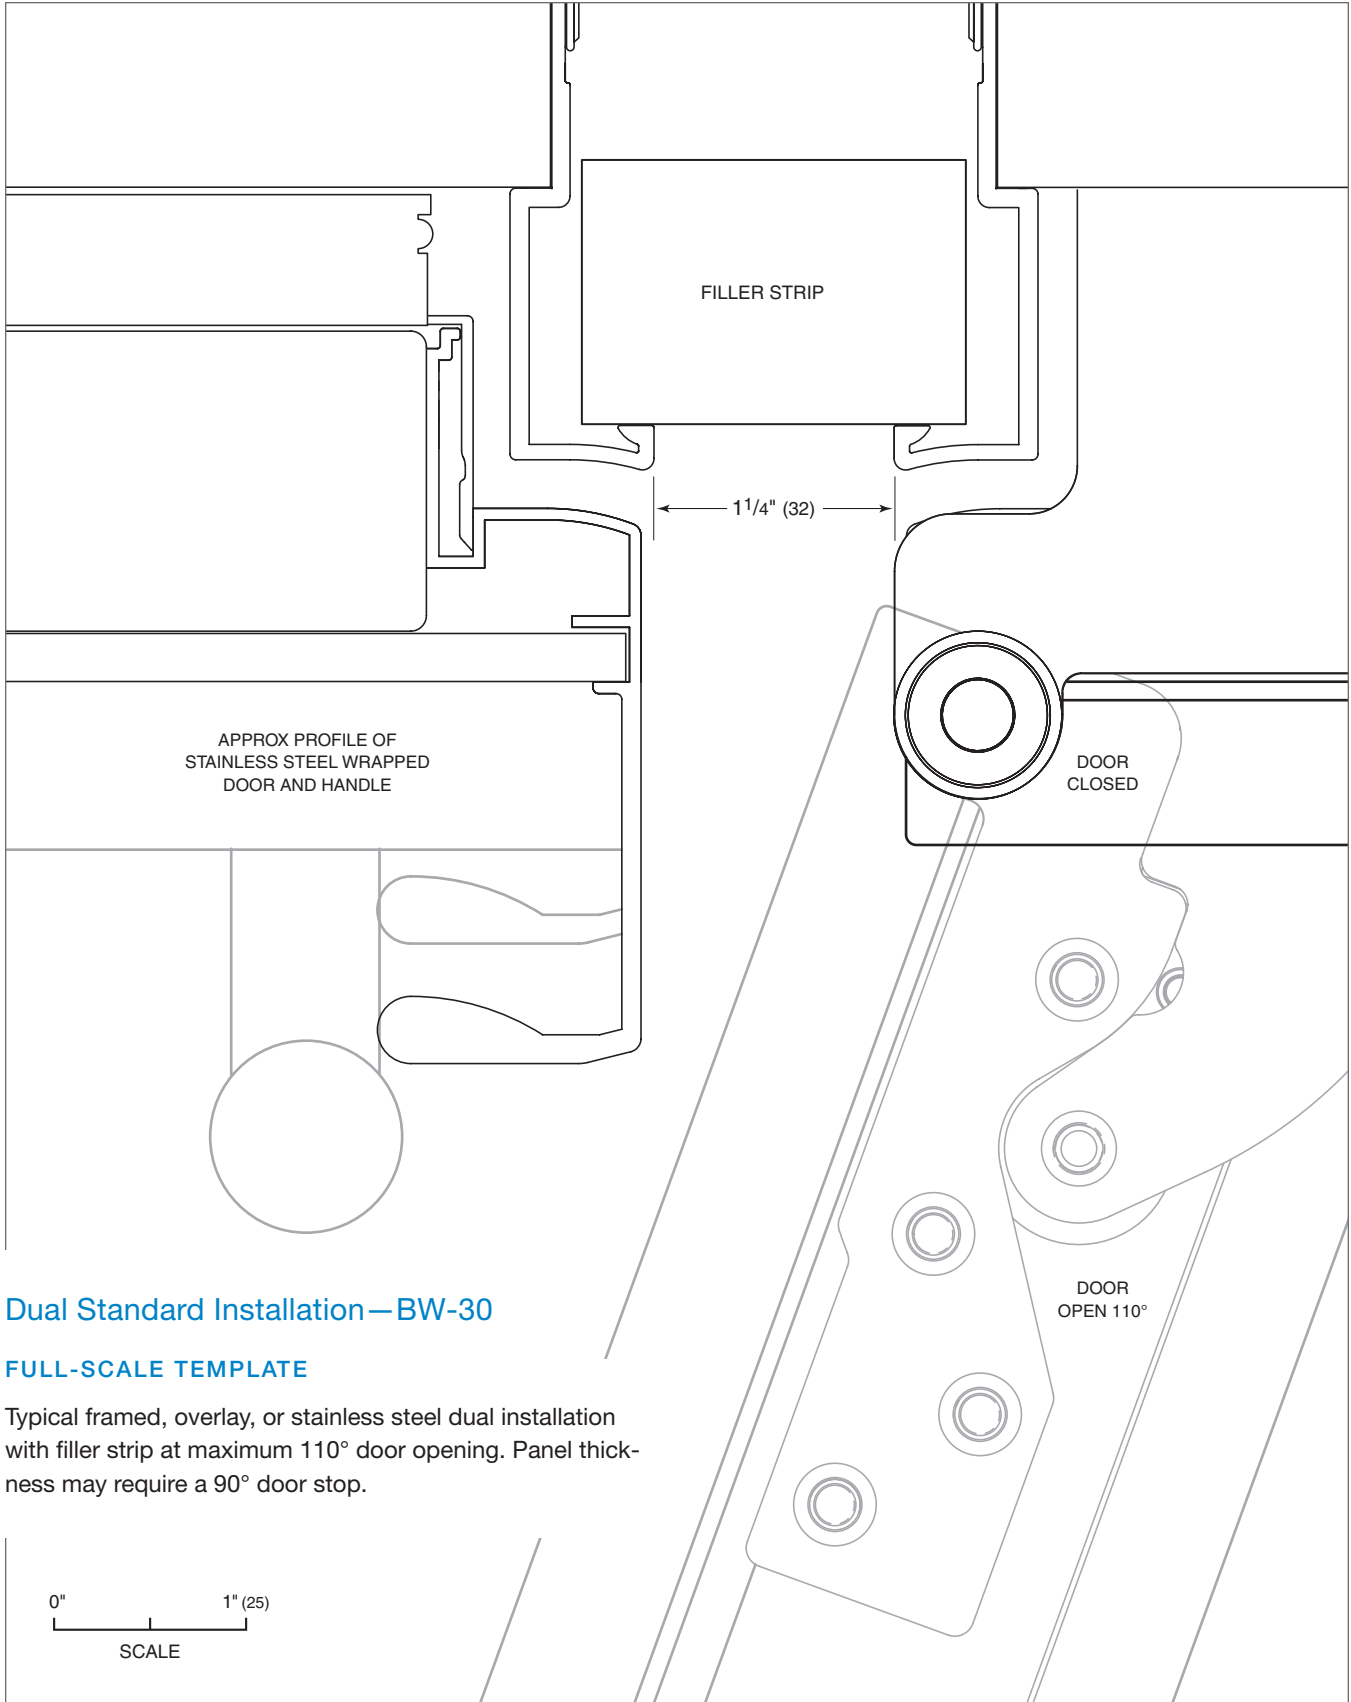 FILLER STRIP
1 1/4" (32)
APPROX PROFILE OF
STAINLESS STEEL WRAPPED
DOOR AND HANDLE
DOOR
CLOSED
DOOR
OPEN 110°
Dual Standard Installation—BW-30
FULL-SCALE TEMPLATE
Typical framed, overlay, or stainless steel dual installation
with filler strip at maximum 110° door opening. Panel thick-
ness may require a 90° door stop.
0" 1" (25)
SCALE